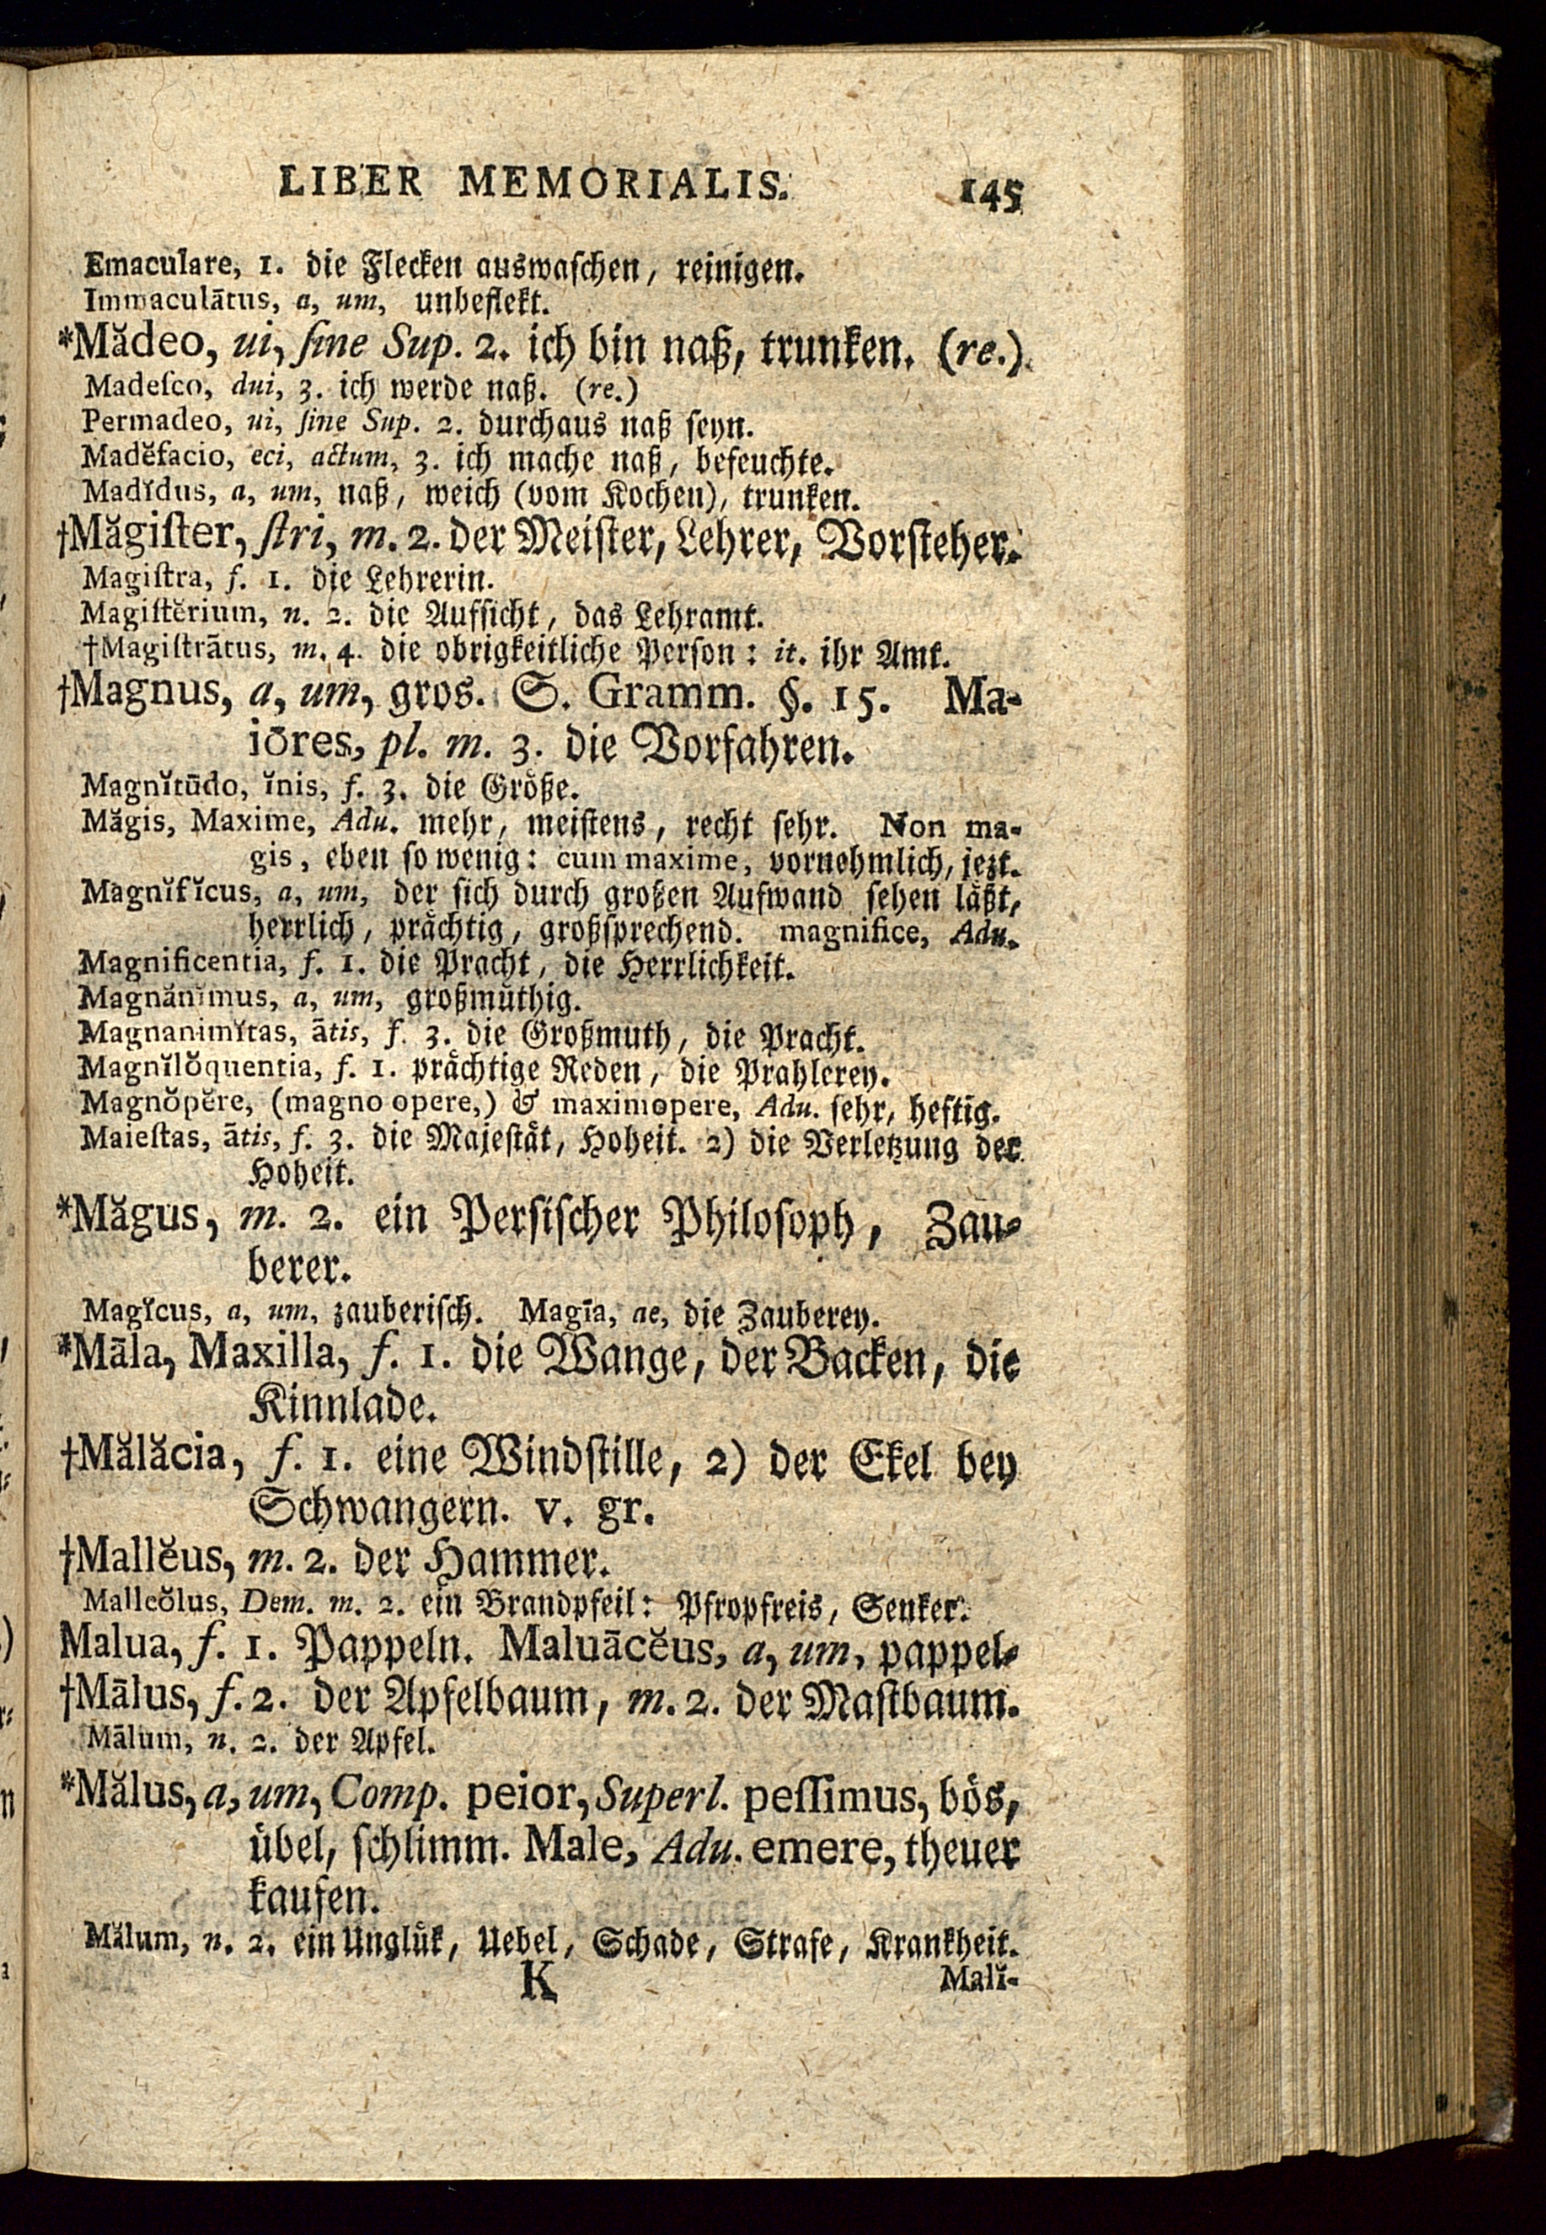 LIBER MEMORIALIS. 145
Emaculare, 1. die Flecken auswaschen, reinigen.
Immaculātus, a, um, unbeflekt.
*Mădeo, ui, ſine Sup. 2. ich bin naß, trunken. (re.)
Madeſco, dui, 3. ich werde naß. (re.)
Permadeo, ui, ſine Sup. 2. durchaus naß seyn.
Madĕfacio, eci, actum, 3. ich mache naß, befeuchte.
Madĭdus, a, um, naß, weich (vom Kochen), trunken.
†Măgiſter, ſtri, m. 2. der Meister, Lehrer, Vorsteher.
Magiſtra, f. 1. die Lehrerin.
Magiſtĕrium, n. 2. die Aufsicht, das Lehramt.
†Magiſtrātus, m. 4. die obrigkeitliche Person: it. ihr Amt.
†Magnus, a, um, gros. S. Gramm. §. 15. Ma-
iōres, pl. m. 3. die Vorfahren.
Magnĭtūdo, ĭnis, f. 3. die Größe.
Măgis, Maxime, Adu. mehr, meistens, recht sehr. Non ma-
gis, eben so wenig: cum maxime, vornehmlich, jezt.
Magnĭfĭcus, a, um, der sich durch großen Aufwand sehen läßt,
herrlich, prächtig, großsprechend. magnifice, Adu.
Magnificentia, f. 1. die Pracht, die Herrlichkeit.
Magnănĭmus, a, um, großmüthig.
Magnanimĭtas, ātis, f. 3. die Großmuth, die Pracht.
Magnĭlŏquentia, f. 1. prächtige Reden, die Prahlerey.
Magnŏpĕre, (magno opere,) & maximopere, Adu. sehr, heftig.
Maieſtas, ātis, f. 3. die Majestät, Hoheit. 2) die Verletzung der
Hoheit.
*Măgus, m. 2. ein Persischer Philosoph, Zau-
berer.
Magĭcus, a, um, zauberisch. Magīa, ae, die Zauberey.
*Māla, Maxilla, f. 1. die Wange, der Backen, die
Kinnlade.
†Mălăcia, f. 1. eine Windstille, 2) der Ekel bey
Schwangern. v. gr.
†Mallĕus, m. 2. der Hammer.
Malleŏlus, Dem. m. 2. ein Brandpfeil: Pfropfreis, Senker.
Malua, f. 1. Pappeln. Maluācĕus, a, um, pappel-
†Mālus, f. 2. der Apfelbaum, m. 2. der Mastbaum.
Mālum, n. 2. der Apfel.
*Mălus, a, um, Comp. peior, Superl. peſſimus, bös,
übel, schlimm. Male, Adu. emere, theuer
kaufen.
Mălum, n. 2. ein Unglük, Uebel, Schade, Strafe, Krankheit.
K Malĭ-